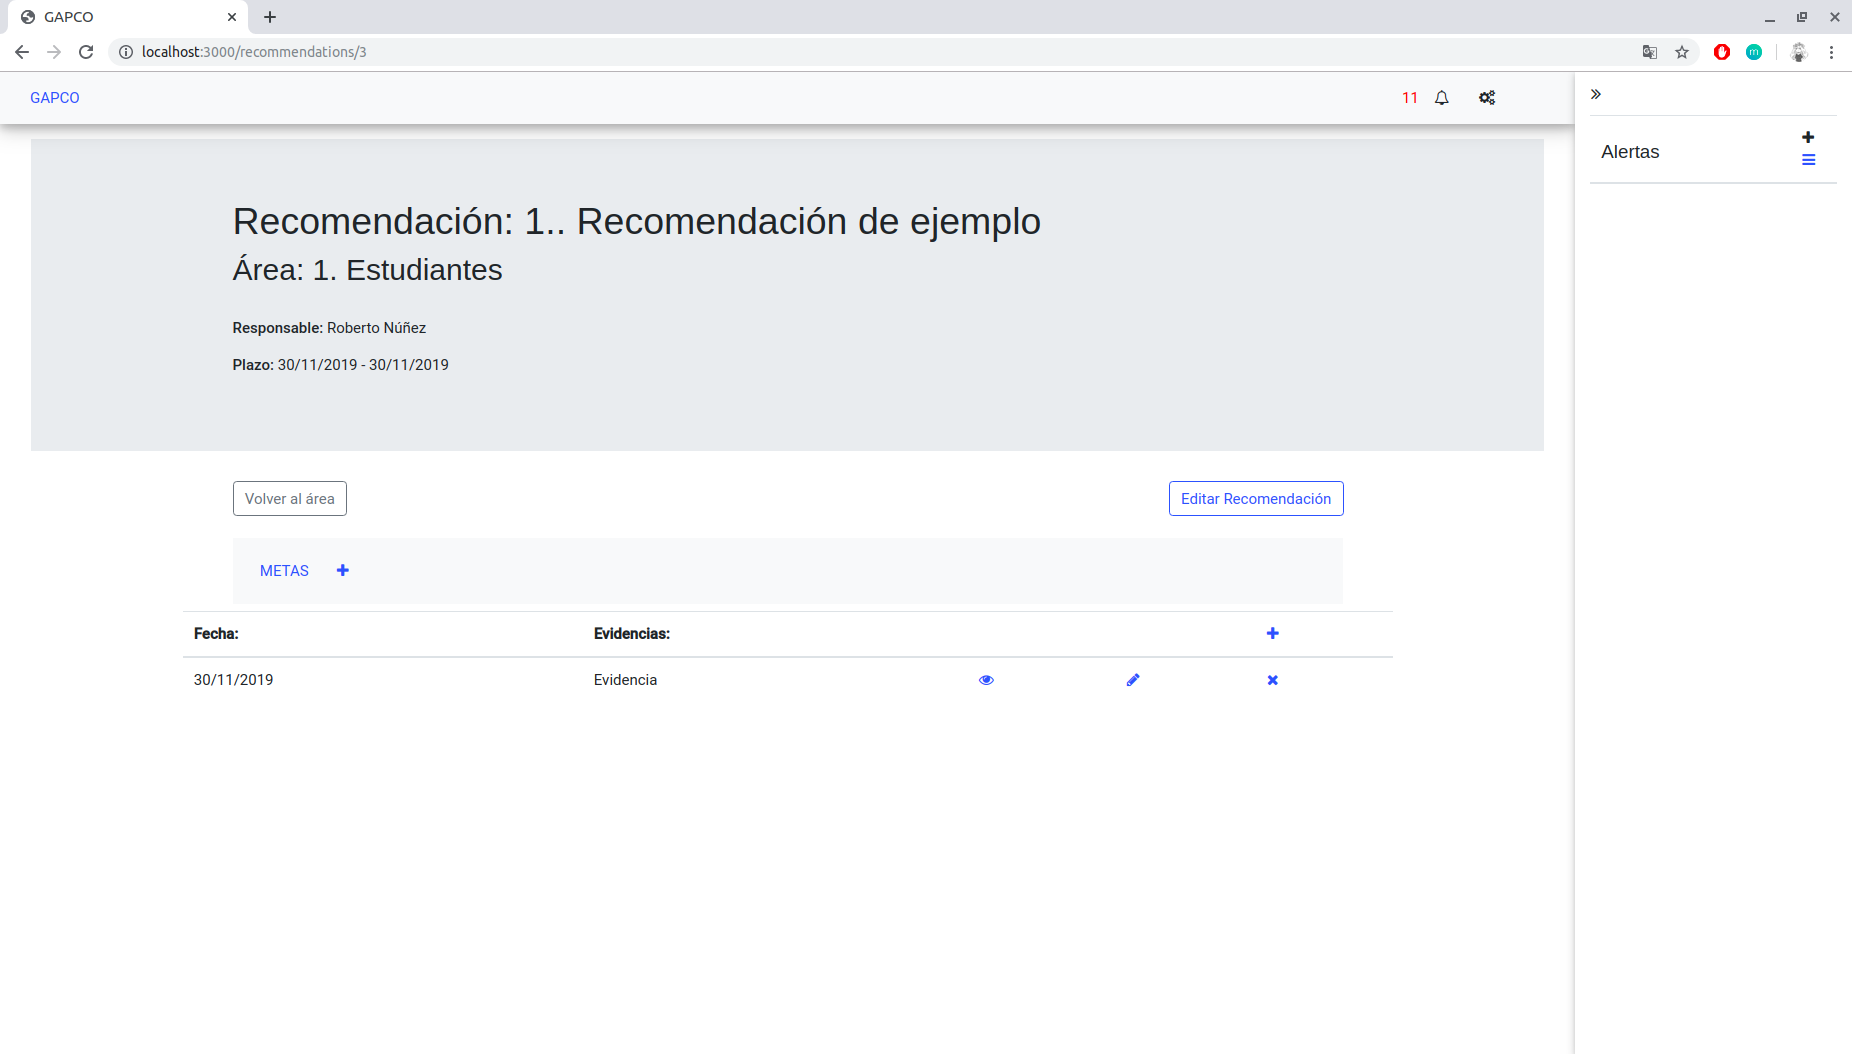 GAPCO
localhost:3000/recommendations/3
GAPCO
11
Recomendación: 1.. Recomendación de ejemplo
Área: 1. Estudiantes
Responsable: Roberto Núñez
Plazo: 30/11/2019 - 30/11/2019
Volver al área
Editar Recomendación
METAS
Fecha: Evidencias:
30/11/2019 Evidencia
Alertas